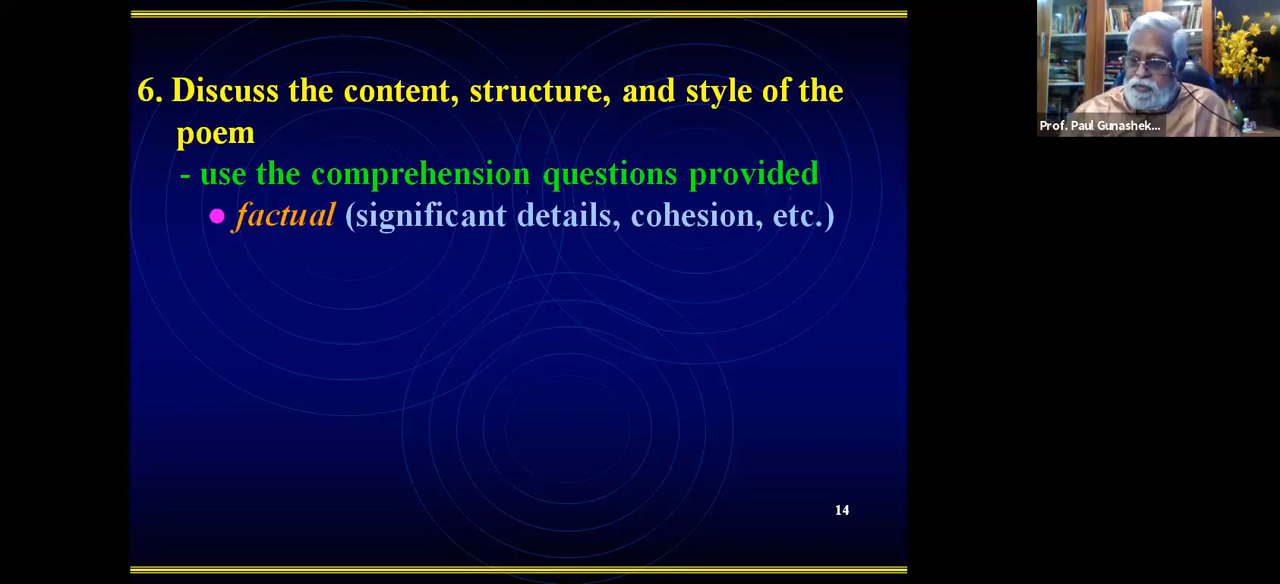 6. Discuss the content, structure, and style of the
poem
- use the comprehension questions provided
● factual (significant details, cohesion, etc.)
14
Prof. Paul Gunashek...